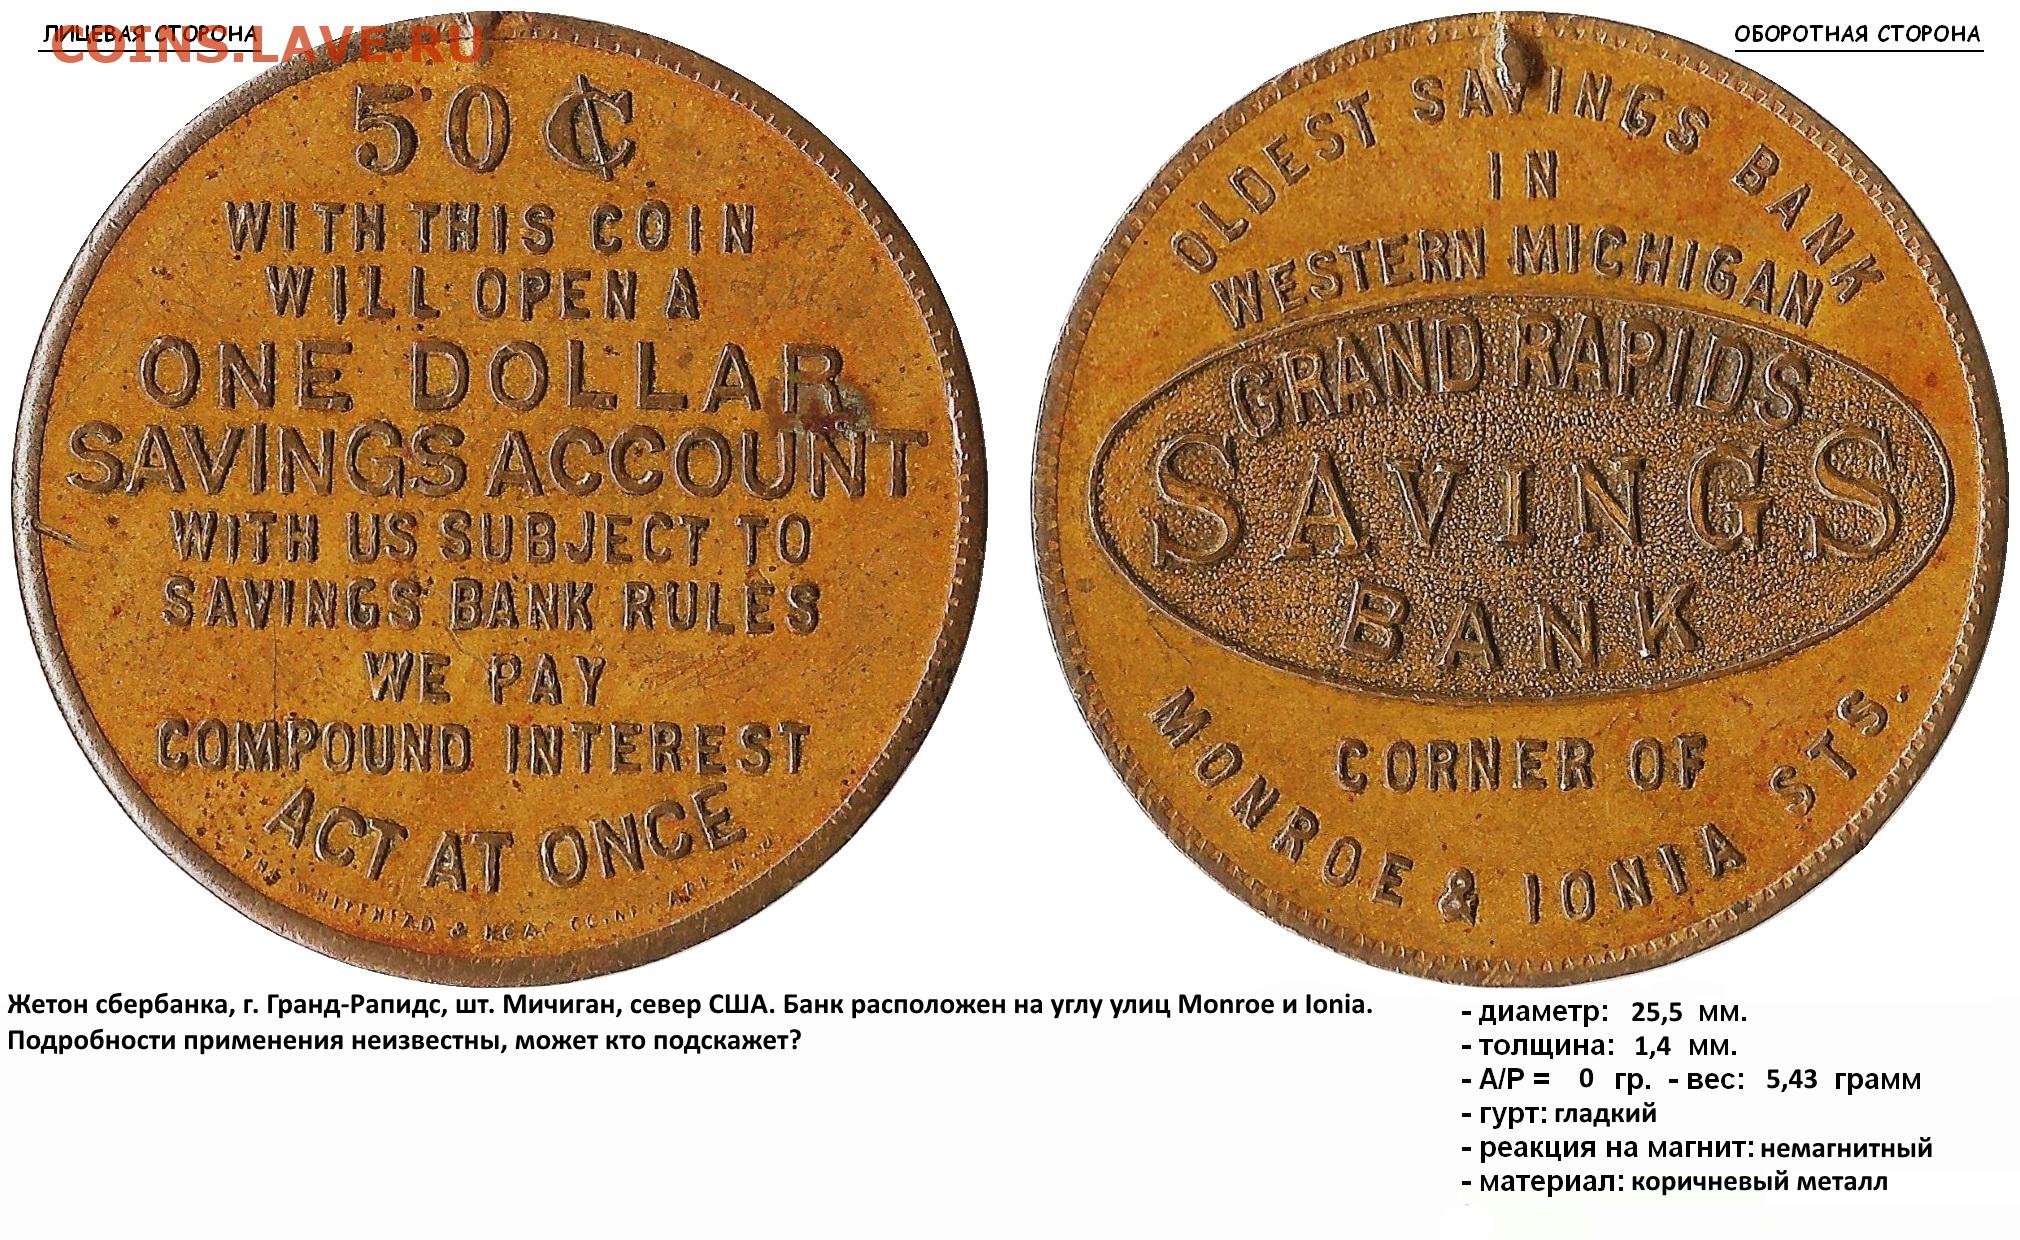 ЛИЦЕВАЯ СТОРОНА
COINS.LAVE.RU
50 ¢
WITH THIS COIN
WILL OPEN A
ONE DOLLAR
SAVINGS ACCOUNT
WITH US SUBJECT TO
SAVINGS BANK RULES
WE PAY
COMPOUND INTEREST
ACT AT ONCE
THE WHITEHEAD & HOAG CO.
ОБОРОТНАЯ СТОРОНА
OLDEST SAVINGS BANK
IN
WESTERN MICHIGAN
GRAND RAPIDS
SAVINGS
BANK
CORNER OF
MONROE & IONIA STS.
Жетон сбербанка, г. Гранд-Рапидс, шт. Мичиган, север США. Банк расположен на углу улиц Monroe и Ionia.
Подробности применения неизвестны, может кто подскажет?
- диаметр: 25,5 мм.
- толщина: 1,4 мм.
- А/Р = 0 гр. - вес: 5,43 грамм
- гурт: гладкий
- реакция на магнит: немагнитный
- материал: коричневый металл